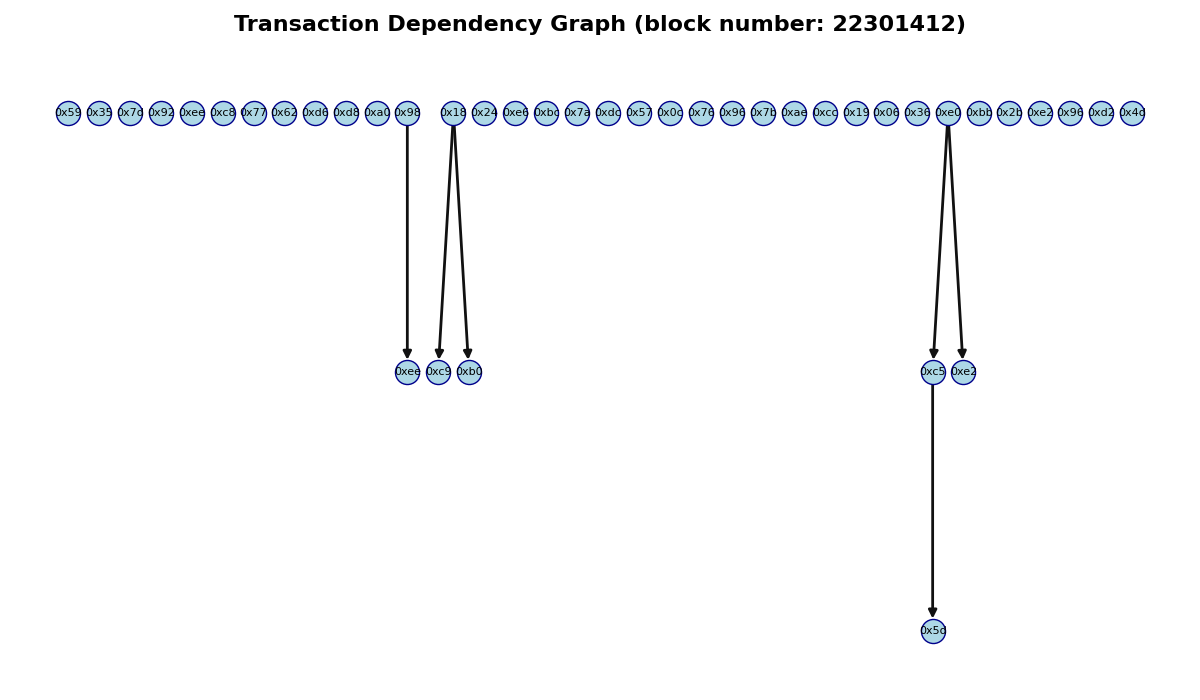 Transaction Dependency Graph (block number: 22301412)
0x59 0x35 0x7d 0x92 0xee 0xc8 0x77 0x62 0xd6 0xd8 0xa0 0x98 0x18 0x24 0xe6 0xbc 0x7a 0xdc 0x57 0x0c 0x76 0x96 0x7b 0xae 0xcc 0x19 0x06 0x36 0xe0 0xbb 0x2b 0xe2 0x96 0xd2 0x4d
0xee 0xc9 0xb0 0xc5 0xe2
0x5d